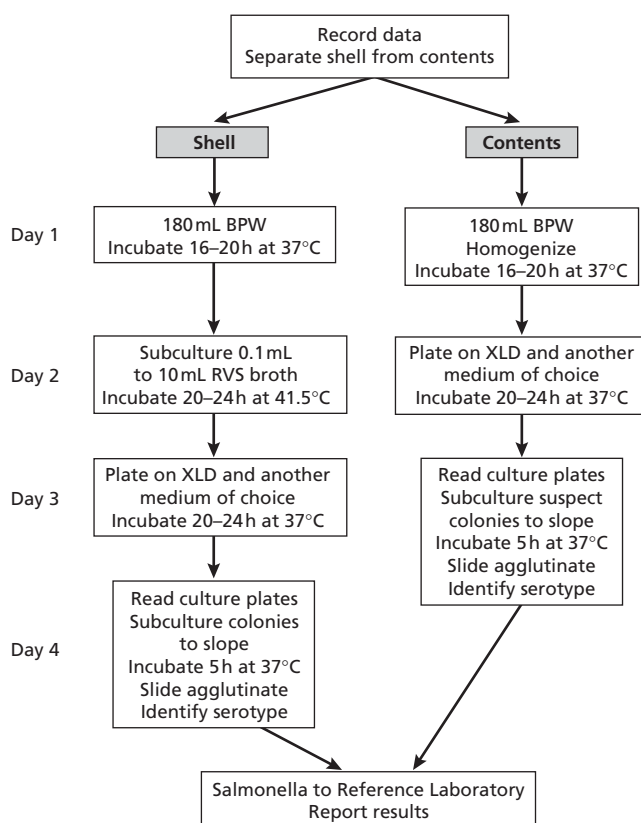 Record data
Separate shell from contents
Shell
Contents
Day 1
180 mL BPW
Incubate 16–20 h at 37°C
180 mL BPW
Homogenize
Incubate 16–20 h at 37°C
Day 2
Subculture 0.1 mL
to 10 mL RVS broth
Incubate 20–24 h at 41.5°C
Plate on XLD and another
medium of choice
Incubate 20–24 h at 37°C
Day 3
Plate on XLD and another
medium of choice
Incubate 20–24 h at 37°C
Read culture plates
Subculture suspect
colonies to slope
Incubate 5 h at 37°C
Slide agglutinate
Identify serotype
Day 4
Read culture plates
Subculture colonies
to slope
Incubate 5 h at 37°C
Slide agglutinate
Identify serotype
Salmonella to Reference Laboratory
Report results